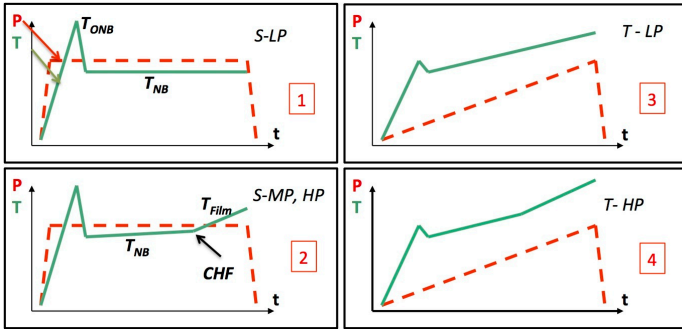 P
T
T_ONB
S-LP
T_NB
1
t
T - LP
P
T
3
t
P
T
T_Film
S-MP, HP
T_NB
CHF
2
t
P
T
T- HP
4
t